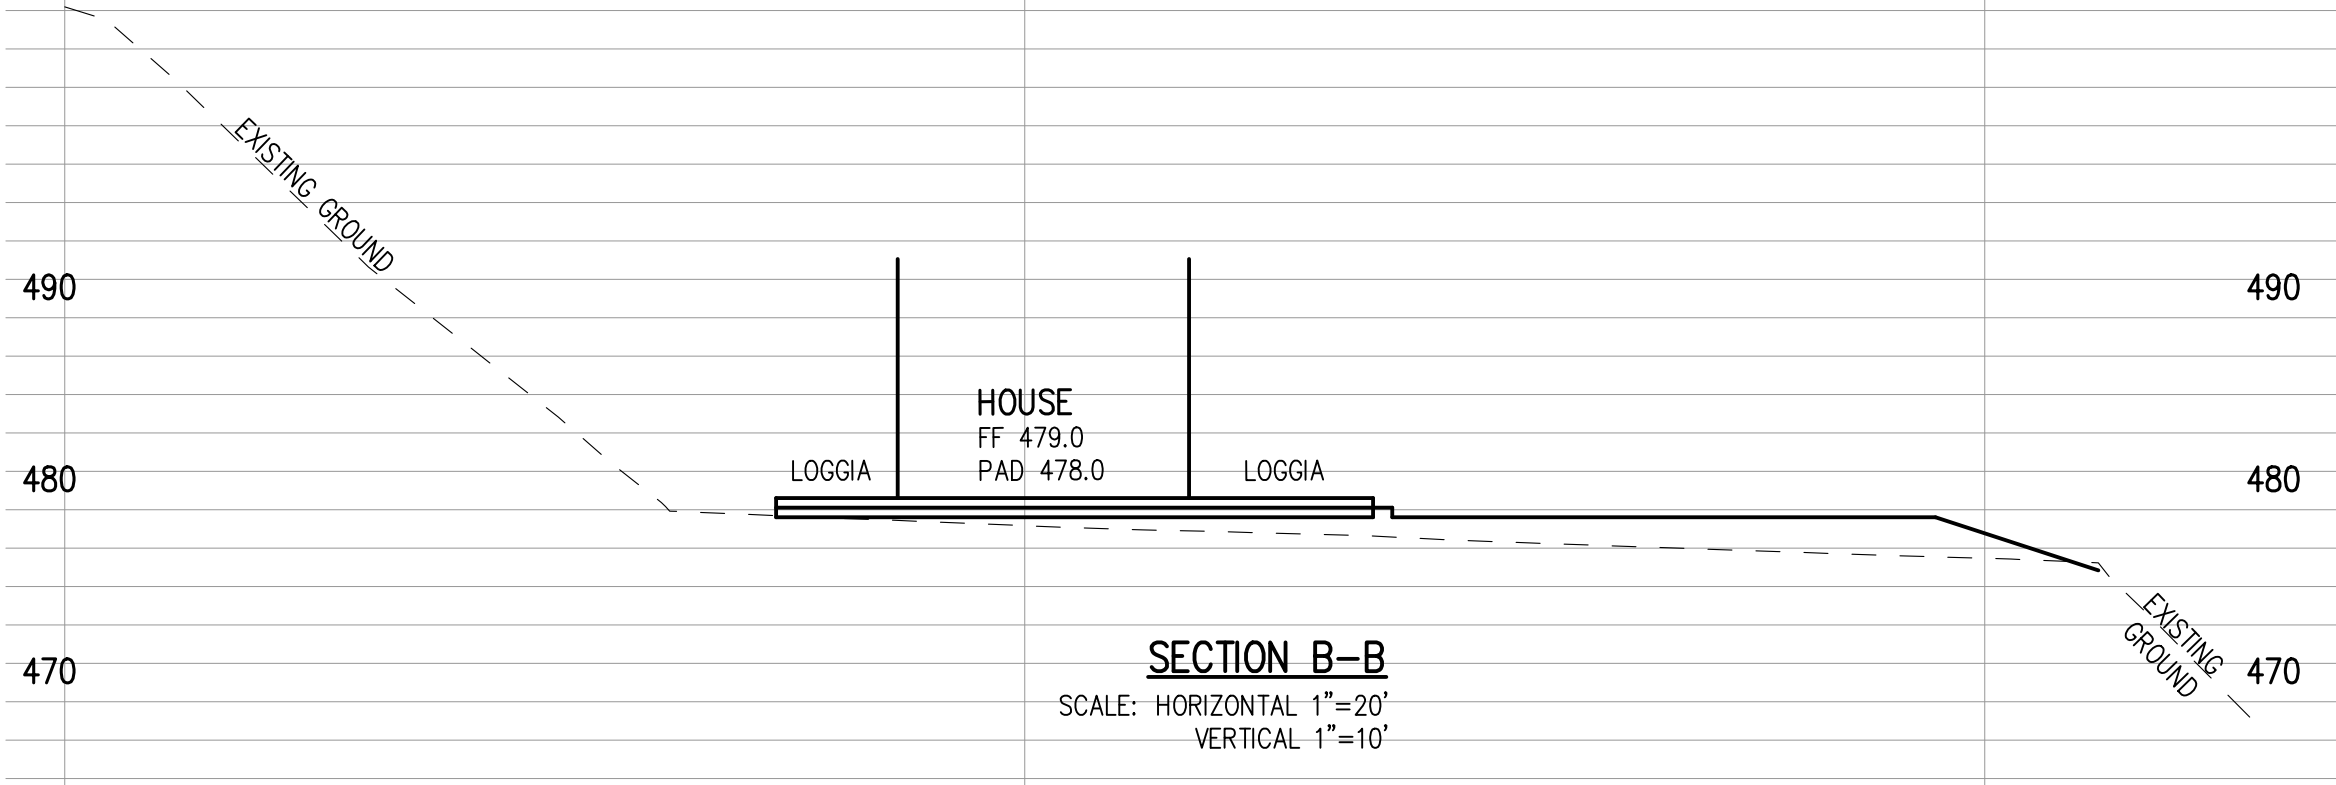 EXISTING GROUND
490
490
HOUSE
FF 479.0
PAD 478.0
LOGGIA
LOGGIA
480
480
EXISTING
GROUND
470
470
SECTION B-B
SCALE: HORIZONTAL 1"=20'
VERTICAL 1"=10'